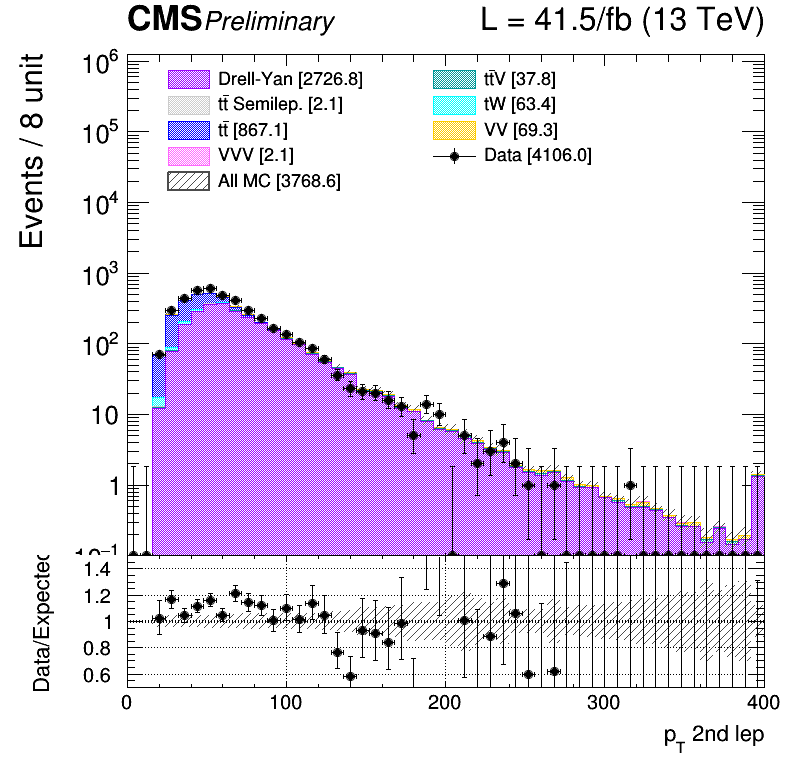 CMS Preliminary L = 41.5/fb (13 TeV)
Events / 8 unit
10⁶
10⁵
10⁴
10³
10²
10
1
10⁻¹
Drell-Yan [2726.8]
tt̄ Semilep. [2.1]
tt̄ [867.1]
VVV [2.1]
All MC [3768.6]
tt̄V [37.8]
tW [63.4]
VV [69.3]
Data [4106.0]
Data/Expected
1.4
1.2
1
0.8
0.6
0 100 200 300 400
p_T 2nd lep